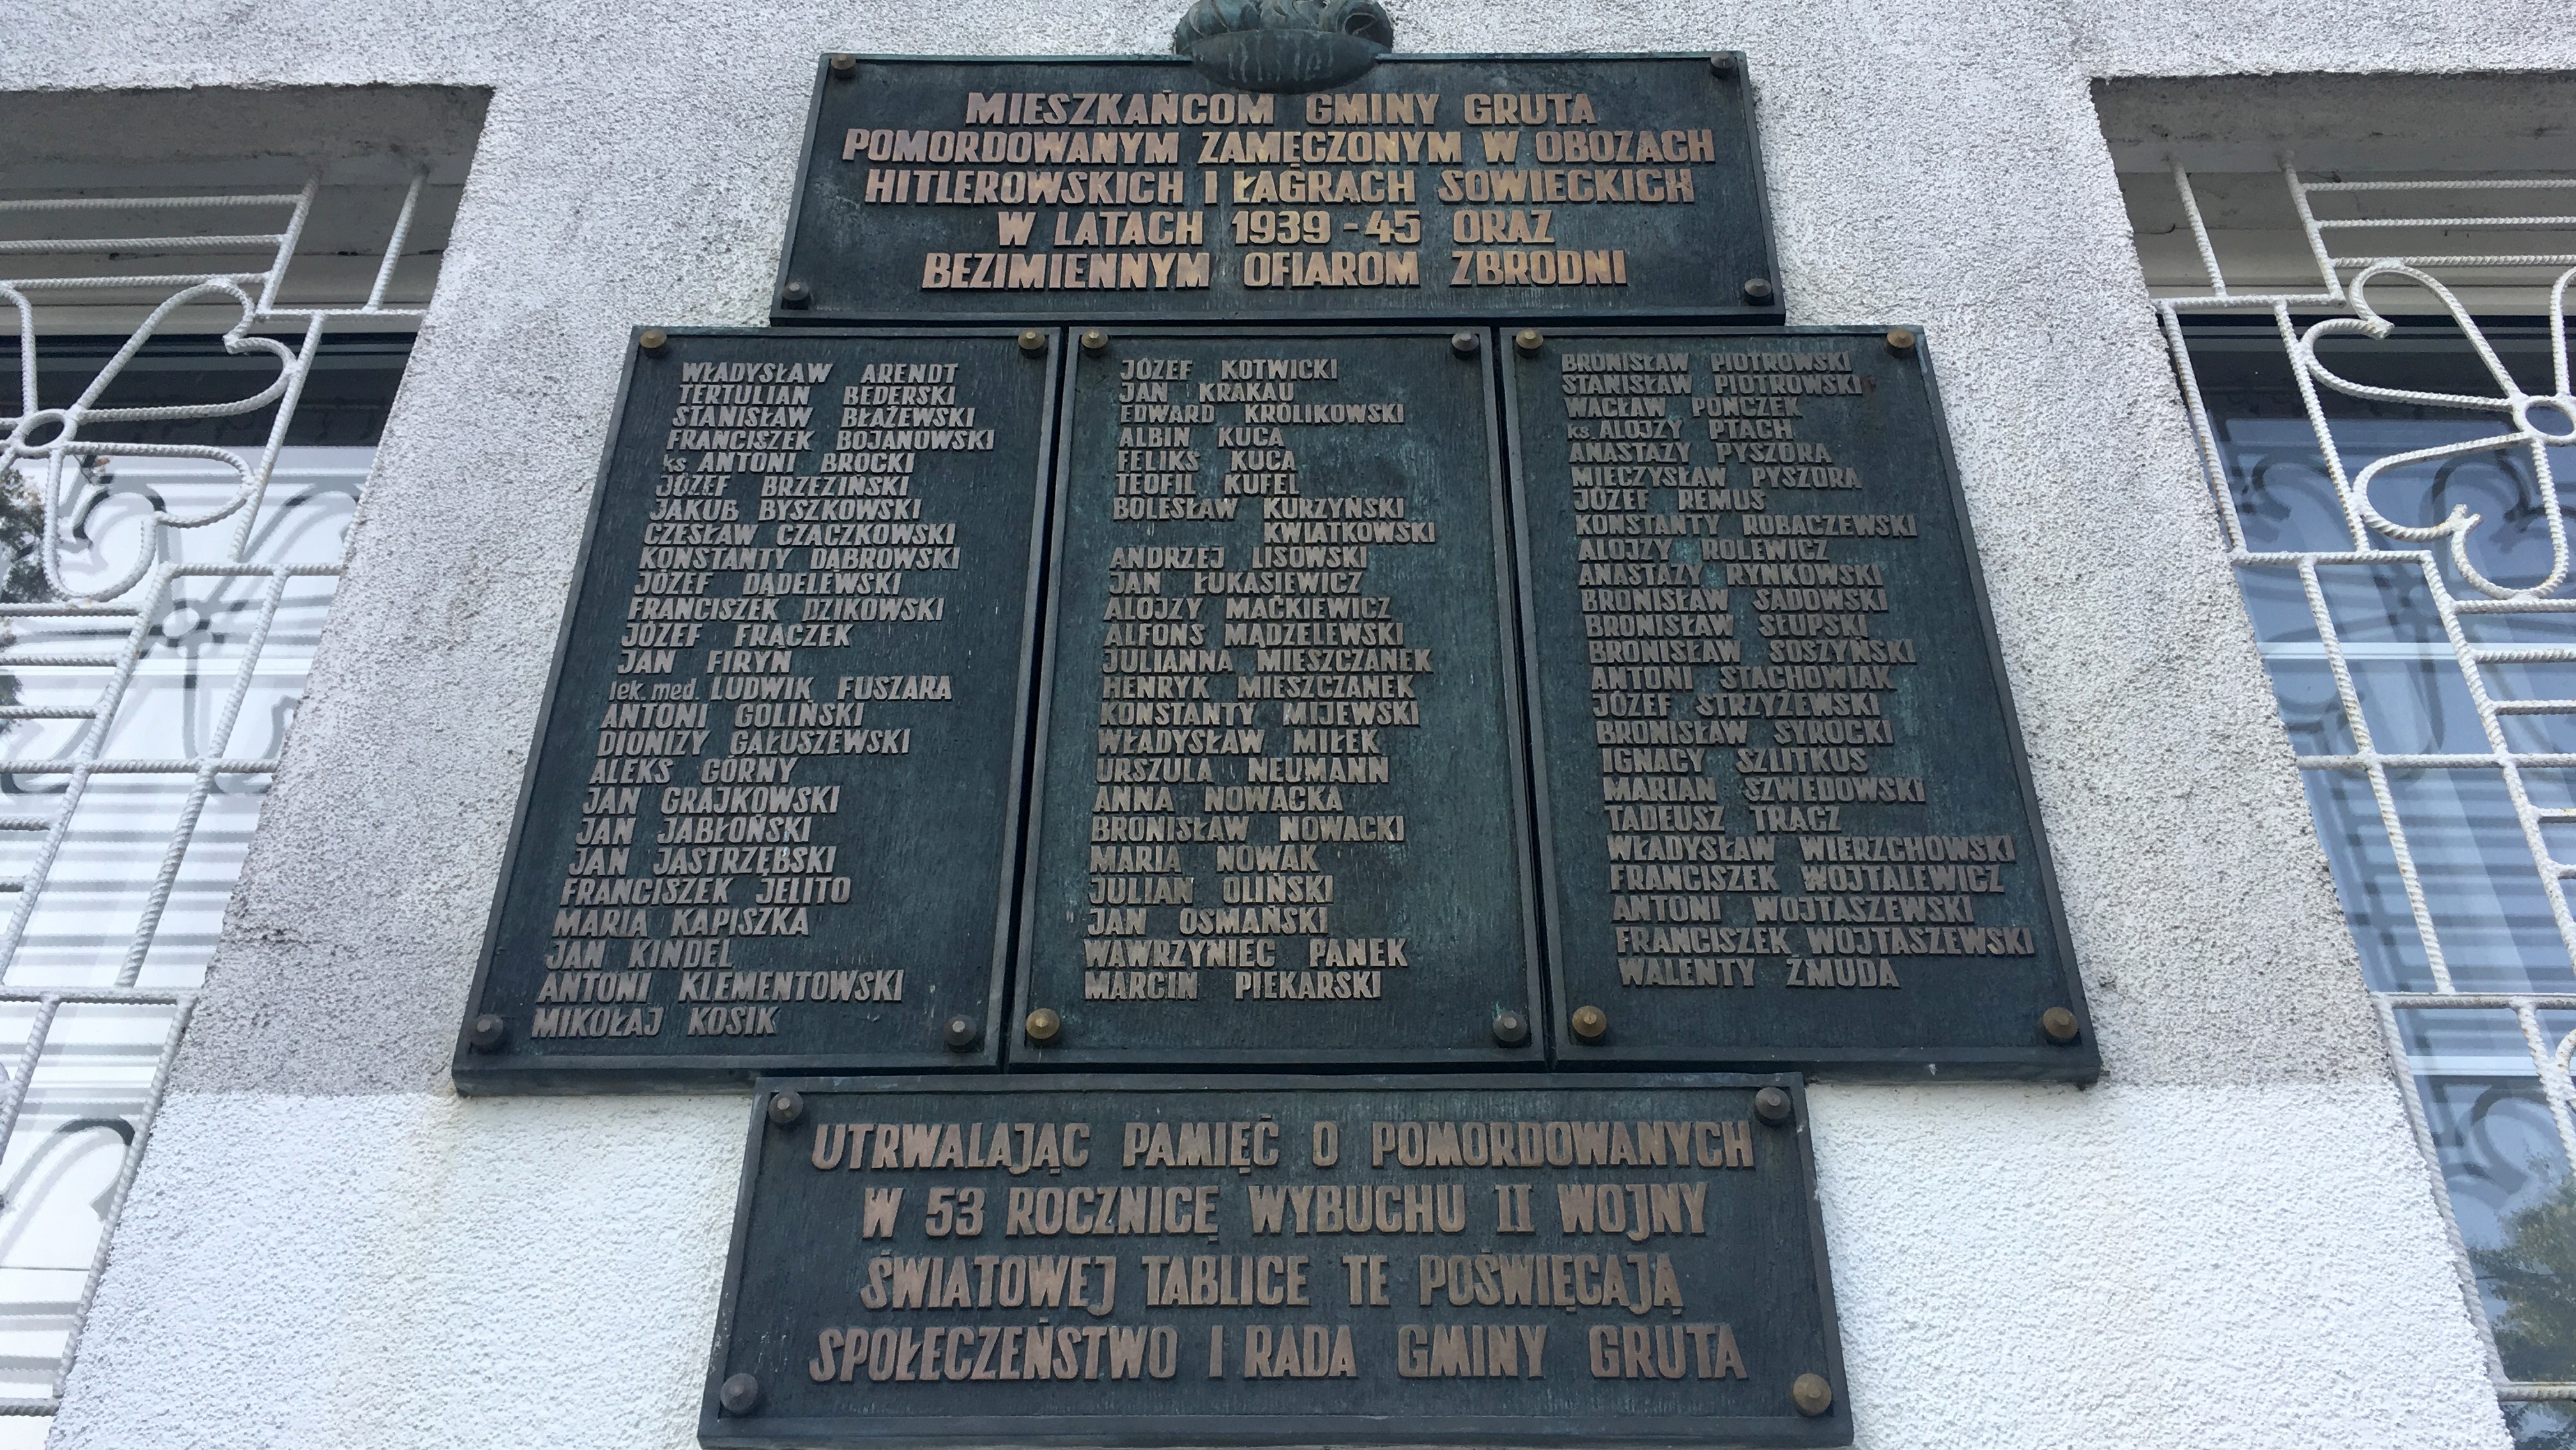 MIESZKAŃCOM GMINY GRUTA
POMORDOWANYM ZAMĘCZONYM W OBOZACH
HITLEROWSKICH I ŁAGRACH SOWIECKICH
W LATACH 1939-45 ORAZ
BEZIMIENNYM OFIAROM ZBRODNI
WŁADYSŁAW ARENDT
TERTULIAN BEDERSKI
STANISŁAW BŁAŻEWSKI
FRANCISZEK BOJANOWSKI
ks. ANTONI BROCKI
JÓZEF BRZEZIŃSKI
JAKUB BYSZKOWSKI
CZESŁAW CZACZKOWSKI
KONSTANTY DĄBROWSKI
JÓZEF DĄDELEWSKI
FRANCISZEK DZIKOWSKI
JÓZEF FRĄCZEK
JAN FIRYN
lek. med. LUDWIK FUSZARA
ANTONI GOLIŃSKI
DIONIZY GAŁUSZEWSKI
ALEKS GÓRNY
JAN GRAJKOWSKI
JAN JABŁOŃSKI
JAN JASTRZĘBSKI
FRANCISZEK JELITO
MARIA KAPISZKA
JAN KINDEL
ANTONI KLEMENTOWSKI
MIKOŁAJ KOSIK
JÓZEF KOTWICKI
JAN KRAKAU
EDWARD KRÓLIKOWSKI
ALBIN KUCA
FELIKS KUCA
TEOFIL KUFEL
BOLESŁAW KURZYŃSKI
KWIATKOWSKI
ANDRZEJ LISOWSKI
JAN ŁUKASIEWICZ
ALOJZY MAĆKIEWICZ
ALFONS MĄDZELEWSKI
JULIANNA MIESZCZANEK
HENRYK MIESZCZANEK
KONSTANTY MIJEWSKI
WŁADYSŁAW MIŁEK
URSZULA NEUMANN
ANNA NOWACKA
BRONISŁAW NOWACKI
MARIA NOWAK
JULIAN OLIŃSKI
JAN OSMAŃSKI
WAWRZYNIEC PANEK
MARCIN PIEKARSKI
BRONISŁAW PIOTROWSKI
STANISŁAW PIOTROWSKI
WACŁAW PONCZEK
ks. ALOJZY PTACH
ANASTAZY PYSZORA
MIECZYSŁAW PYSZORA
JÓZEF REMUS
KONSTANTY ROBACZEWSKI
ALOJZY ROLEWICZ
ANASTAZY RYNKOWSKI
BRONISŁAW SADOWSKI
BRONISŁAW SŁUPSKI
BRONISŁAW SOSZYŃSKI
ANTONI STACHOWIAK
JÓZEF STRZYŻEWSKI
BRONISŁAW SYROCKI
IGNACY SZLITKUS
MARIAN SZWEDOWSKI
TADEUSZ TRACZ
WŁADYSŁAW WIERZCHOWSKI
FRANCISZEK WOJTALEWICZ
ANTONI WOJTASZEWSKI
FRANCISZEK WOJTASZEWSKI
WALENTY ŻMUDA
UTRWALAJĄC PAMIĘĆ O POMORDOWANYCH
W 53 ROCZNICĘ WYBUCHU II WOJNY
ŚWIATOWEJ TABLICE TE POŚWIĘCAJĄ
SPOŁECZEŃSTWO I RADA GMINY GRUTA